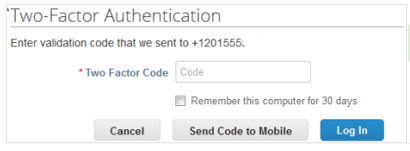 Two-Factor Authentication
Enter validation code that we sent to +1201555
* Two Factor Code Code
Remember this computer for 30 days
Cancel Send Code to Mobile Log In